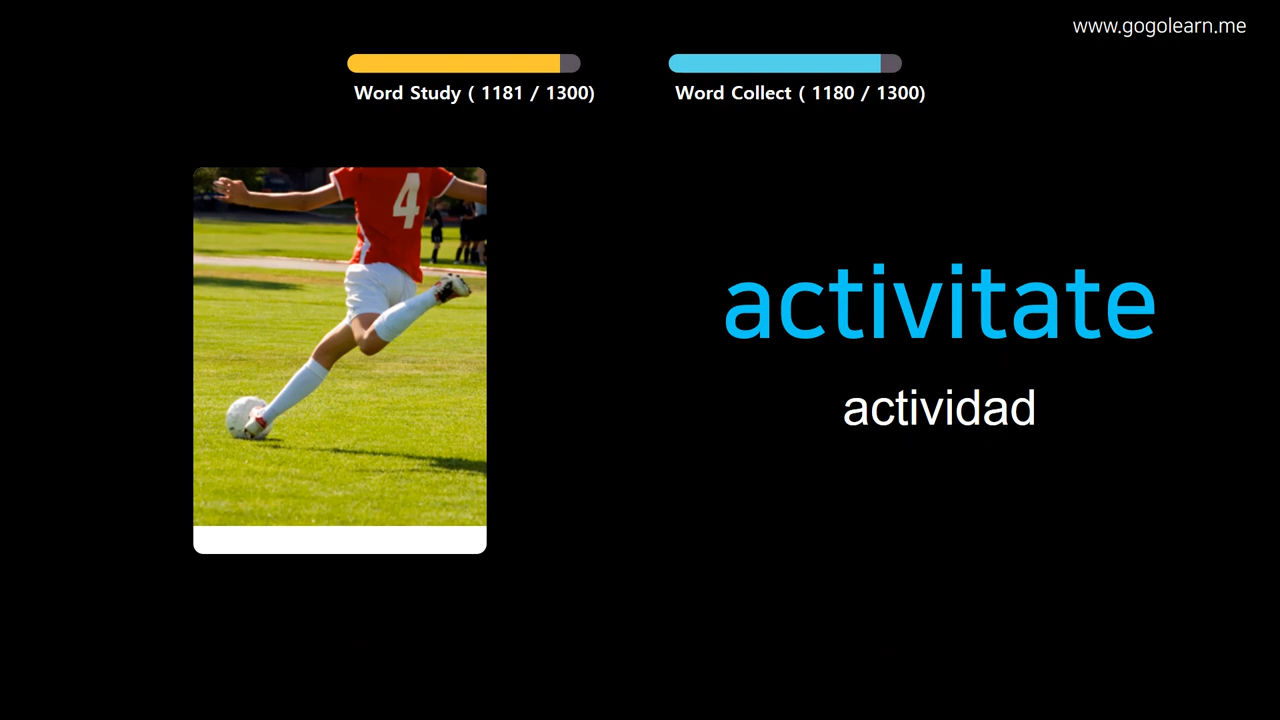 www.gogolearn.me
Word Study ( 1181 / 1300)
Word Collect ( 1180 / 1300)
4
activitate
actividad